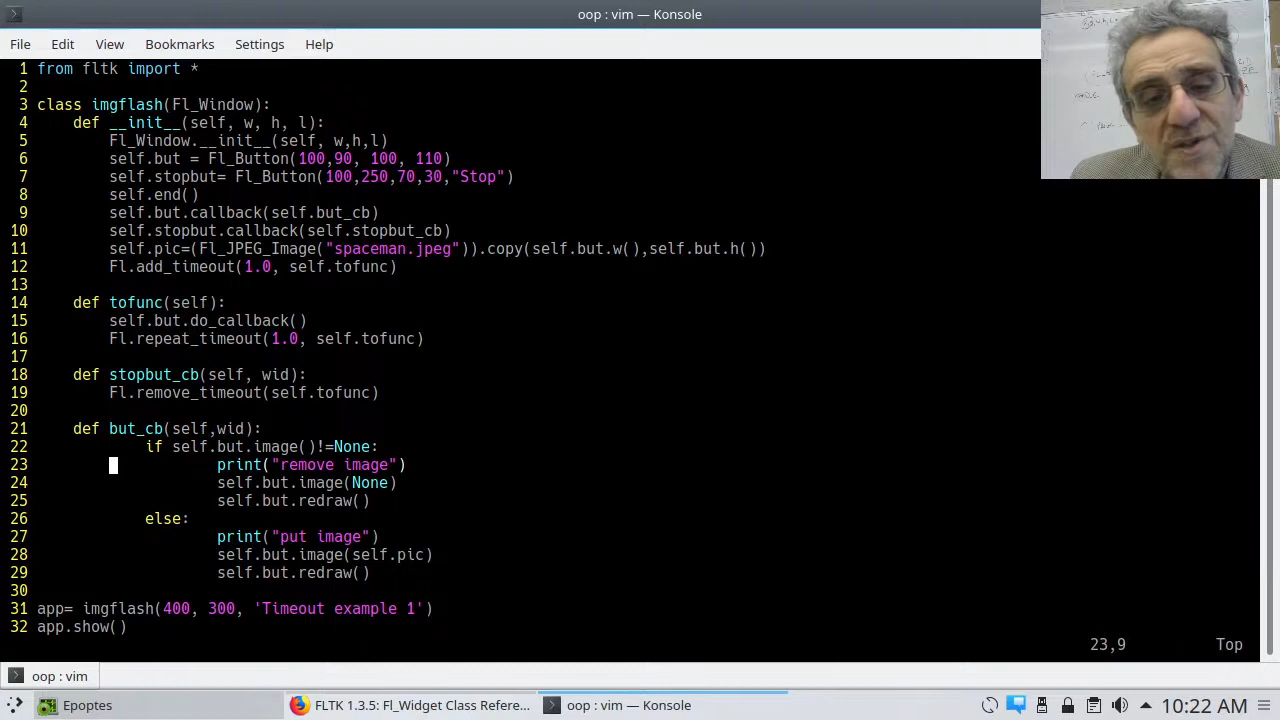 oop : vim — Konsole
File Edit View Bookmarks Settings Help
1 from fltk import *
2
3 class imgflash(Fl_Window):
4     def __init__(self, w, h, l):
5         Fl_Window.__init__(self, w,h,l)
6         self.but = Fl_Button(100,90, 100, 110)
7         self.stopbut= Fl_Button(100,250,70,30,"Stop")
8         self.end()
9         self.but.callback(self.but_cb)
10         self.stopbut.callback(self.stopbut_cb)
11         self.pic=(Fl_JPEG_Image("spaceman.jpeg")).copy(self.but.w(),self.but.h())
12         Fl.add_timeout(1.0, self.tofunc)
13
14     def tofunc(self):
15         self.but.do_callback()
16         Fl.repeat_timeout(1.0, self.tofunc)
17
18     def stopbut_cb(self, wid):
19         Fl.remove_timeout(self.tofunc)
20
21     def but_cb(self,wid):
22             if self.but.image()!=None:
23                     print("remove image")
24                     self.but.image(None)
25                     self.but.redraw()
26             else:
27                     print("put image")
28                     self.but.image(self.pic)
29                     self.but.redraw()
30
31 app= imgflash(400, 300, 'Timeout example 1')
32 app.show()
23,9 Top
oop : vim
Epoptes FLTK 1.3.5: Fl_Widget Class Refere... oop : vim — Konsole 10:22 AM